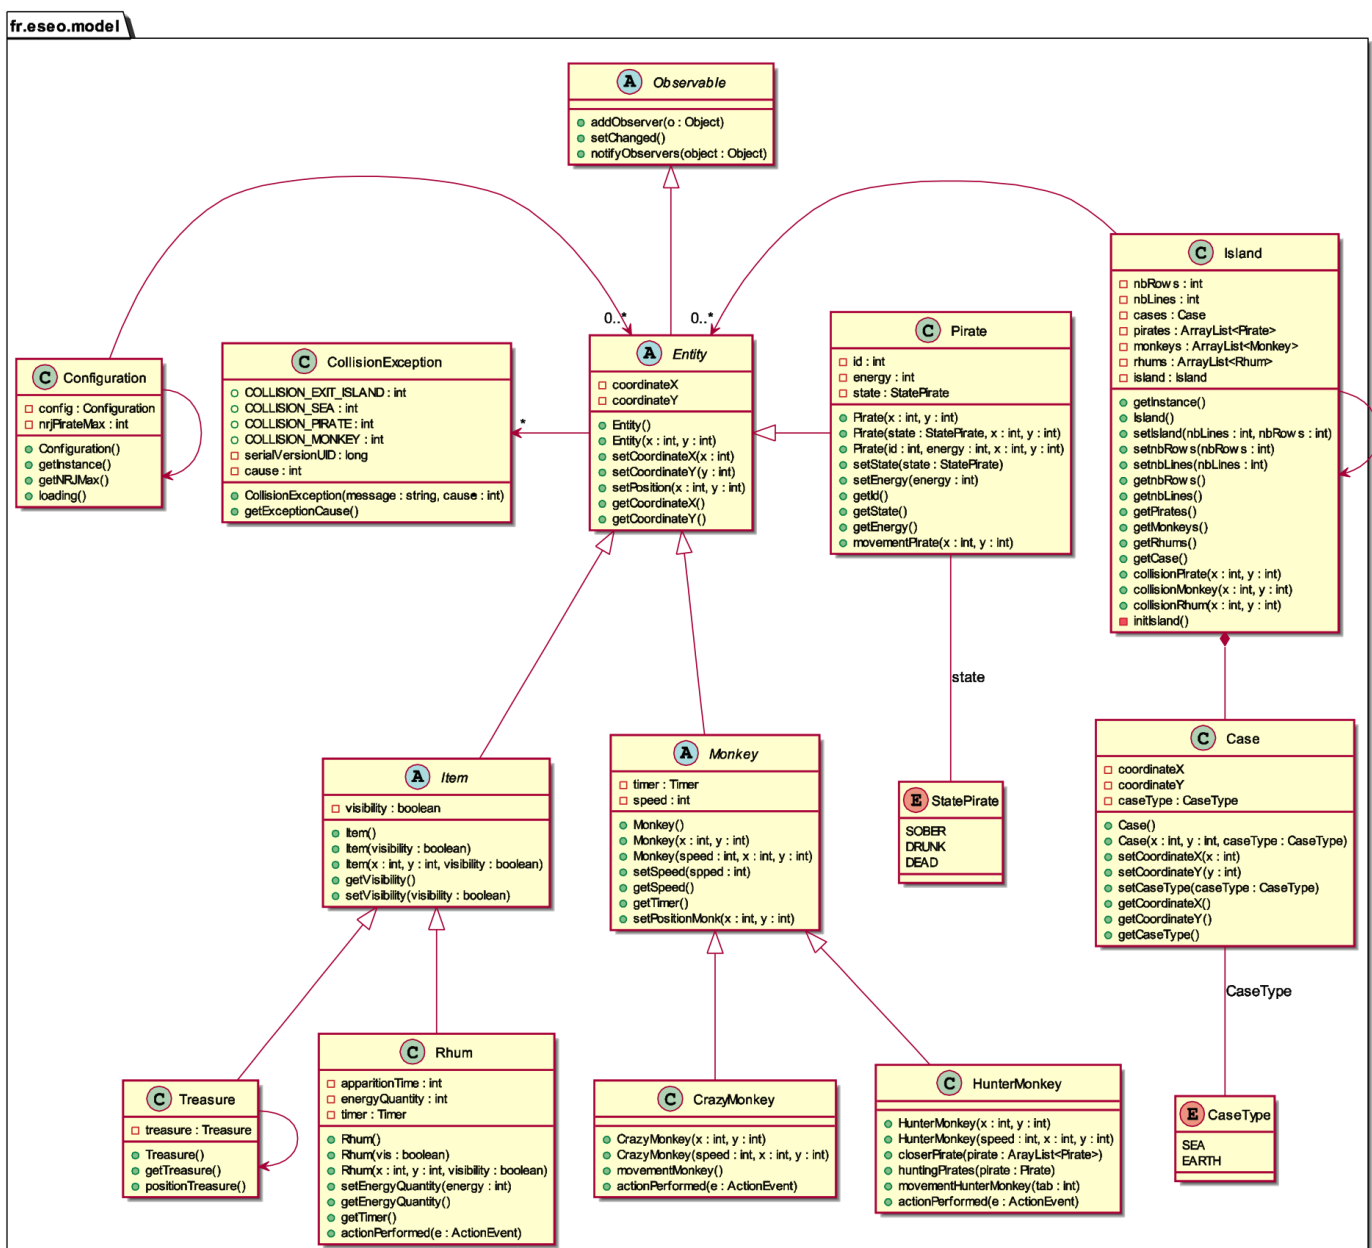 fr.eseo.model
A Observable
addObserver(o : Object)
setChanged()
notifyObservers(object : Object)
0..*
0..*
*
C Configuration
config : Configuration
nrjPirateMax : int
Configuration()
getInstance()
getNRJMax()
loading()
C CollisionException
COLLISION_EXIT_ISLAND : int
COLLISION_SEA : int
COLLISION_PIRATE : int
COLLISION_MONKEY : int
serialVersionUID : long
cause : int
CollisionException(message : string, cause : int)
getExceptionCause()
A Entity
coordinateX
coordinateY
Entity()
Entity(x : int, y : int)
setCoordinateX(x : int)
setCoordinateY(y : int)
setPosition(x : int, y : int)
getCoordinateX()
getCoordinateY()
C Pirate
id : int
energy : int
state : StatePirate
Pirate(x : int, y : int)
Pirate(state : StatePirate, x : int, y : int)
Pirate(id : int, energy : int, x : int, y : int)
setState(state : StatePirate)
setEnergy(energy : int)
getId()
getState()
getEnergy()
movementPirate(x : int, y : int)
C Island
nbRows : int
nbLines : int
cases : Case
pirates : ArrayList<Pirate>
monkeys : ArrayList<Monkey>
rhums : ArrayList<Rhum>
island : Island
getInstance()
Island()
setIsland(nbLines : int, nbRows : int)
setnbRows(nbRows : int)
setnbLines(nbLines : int)
getnbRows()
getnbLines()
getPirates()
getMonkeys()
getRhums()
getCase()
collisionPirate(x : int, y : int)
collisionMonkey(x : int, y : int)
collisionRhum(x : int, y : int)
initIsland()
state
A Item
visibility : boolean
Item()
Item(visibility : boolean)
Item(x : int, y : int, visibility : boolean)
getVisibility()
setVisibility(visibility : boolean)
A Monkey
timer : Timer
speed : int
Monkey()
Monkey(x : int, y : int)
Monkey(speed : int, x : int, y : int)
setSpeed(spped : int)
getSpeed()
getTimer()
setPositionMonk(x : int, y : int)
E StatePirate
SOBER
DRUNK
DEAD
C Case
coordinateX
coordinateY
caseType : CaseType
Case()
Case(x : int, y : int, caseType : CaseType)
setCoordinateX(x : int)
setCoordinateY(y : int)
setCaseType(caseType : CaseType)
getCoordinateX()
getCoordinateY()
getCaseType()
CaseType
C Treasure
treasure : Treasure
Treasure()
getTreasure()
positionTreasure()
C Rhum
apparitionTime : int
energyQuantity : int
timer : Timer
Rhum()
Rhum(vis : boolean)
Rhum(x : int, y : int, visibility : boolean)
setEnergyQuantity(energy : int)
getEnergyQuantity()
getTimer()
actionPerformed(e : ActionEvent)
C CrazyMonkey
CrazyMonkey(x : int, y : int)
CrazyMonkey(speed : int, x : int, y : int)
movementMonkey()
actionPerformed(e : ActionEvent)
C HunterMonkey
HunterMonkey(x : int, y : int)
HunterMonkey(speed : int, x : int, y : int)
closerPirate(pirate : ArayList<Pirate>)
huntingPirates(pirate : Pirate)
movementHunterMonkey(tab : int)
actionPerformed(e : ActionEvent)
E CaseType
SEA
EARTH